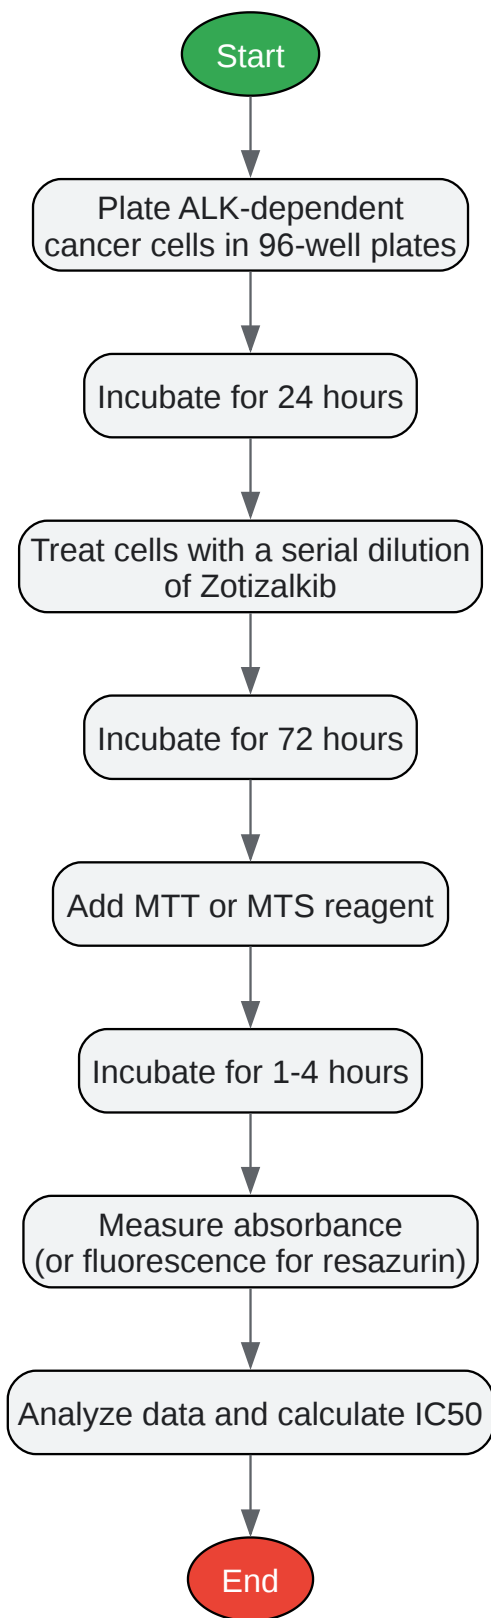 Start
Plate ALK-dependent
cancer cells in 96-well plates
Incubate for 24 hours
Treat cells with a serial dilution
of Zotizalkib
Incubate for 72 hours
Add MTT or MTS reagent
Incubate for 1-4 hours
Measure absorbance
(or fluorescence for resazurin)
Analyze data and calculate IC50
End